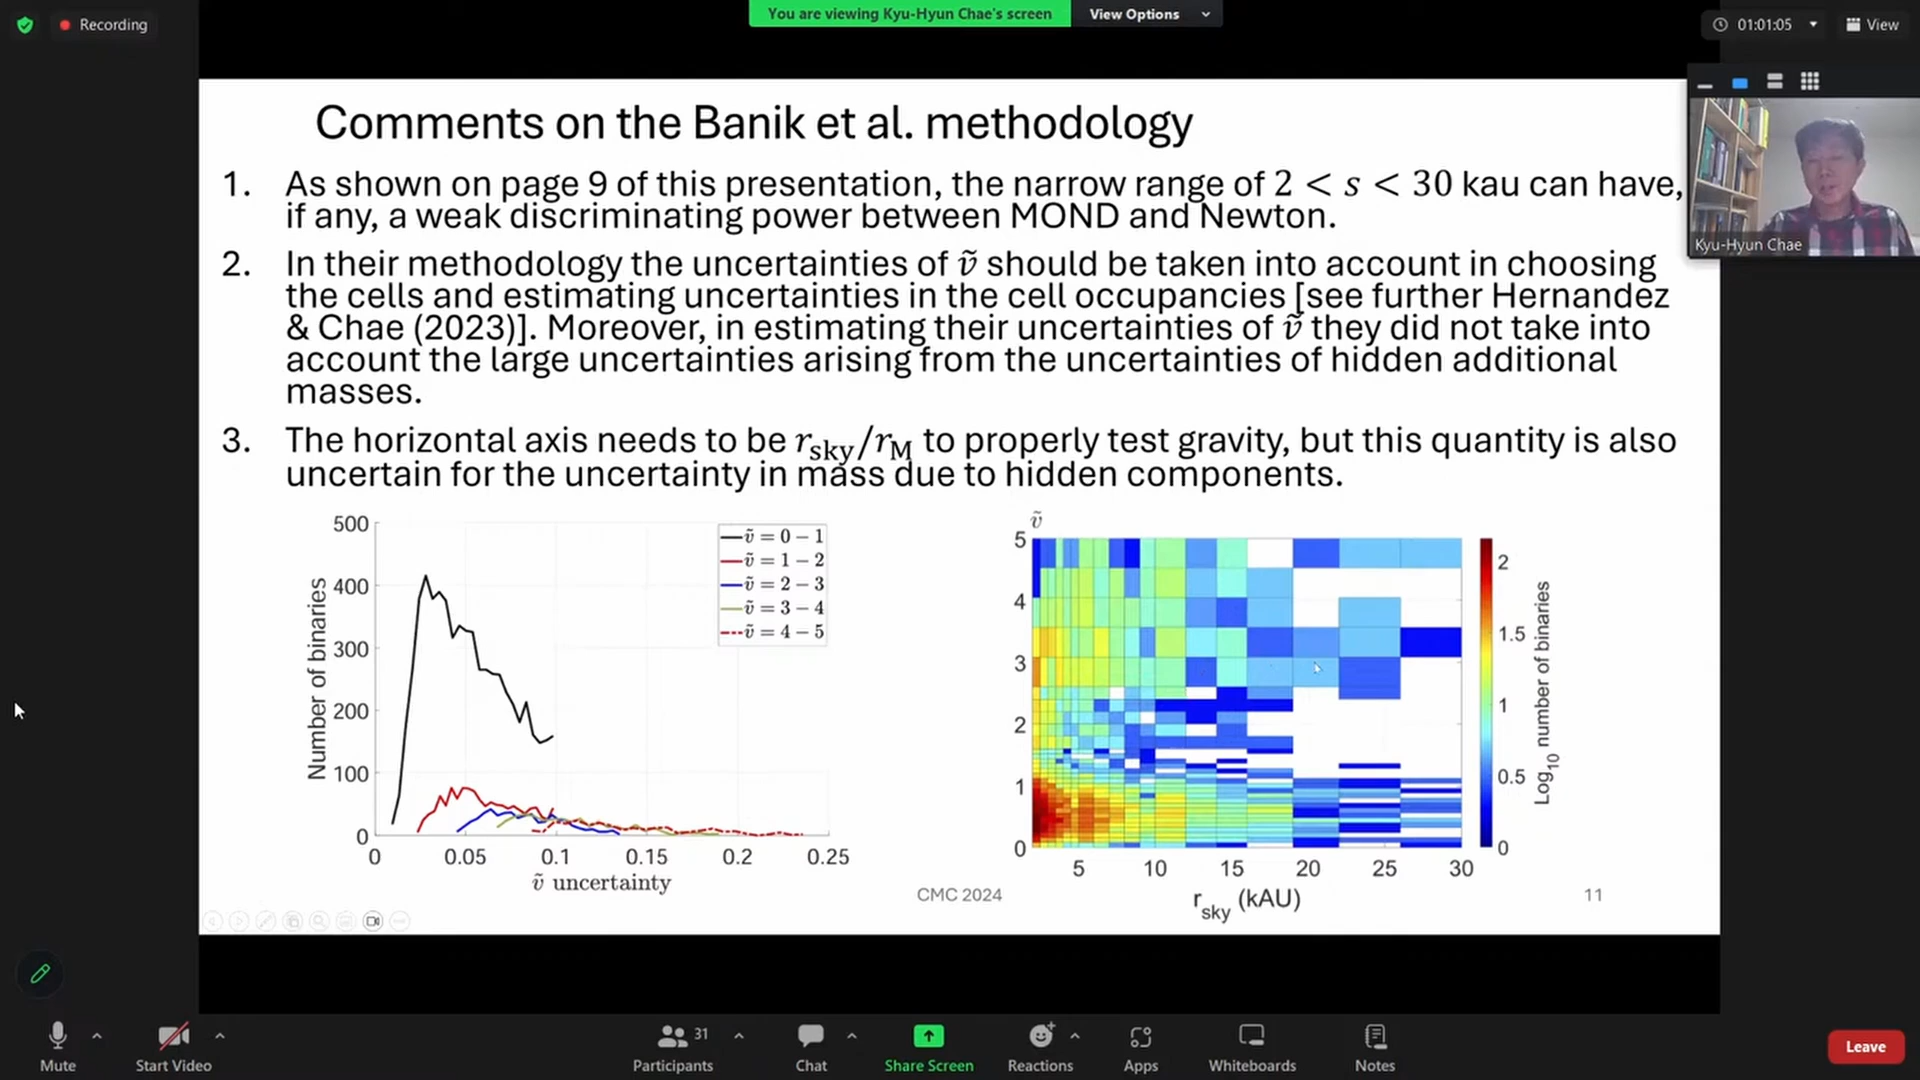 Recording
You are viewing Kyu-Hyun Chae's screen
View Options
01:01:05
View
Kyu-Hyun Chae
Comments on the Banik et al. methodology
1. As shown on page 9 of this presentation, the narrow range of 2 < s < 30 kau can have,
if any, a weak discriminating power between MOND and Newton.
2. In their methodology the uncertainties of ṽ should be taken into account in choosing
the cells and estimating uncertainties in the cell occupancies [see further Hernandez
& Chae (2023)]. Moreover, in estimating their uncertainties of ṽ they did not take into
account the large uncertainties arising from the uncertainties of hidden additional
masses.
3. The horizontal axis needs to be r_sky/r_M to properly test gravity, but this quantity is also
uncertain for the uncertainty in mass due to hidden components.
500
400
300
200
100
0
Number of binaries
0 0.05 0.1 0.15 0.2 0.25
ṽ uncertainty
ṽ = 0 − 1
ṽ = 1 − 2
ṽ = 2 − 3
ṽ = 3 − 4
ṽ = 4 − 5
ṽ
5
4
3
2
1
0
5 10 15 20 25 30
r_sky (kAU)
2
1.5
1
0.5
0
Log₁₀ number of binaries
CMC 2024
11
Mute
Start Video
31
Participants
Chat
Share Screen
Reactions
Apps
Whiteboards
Notes
Leave